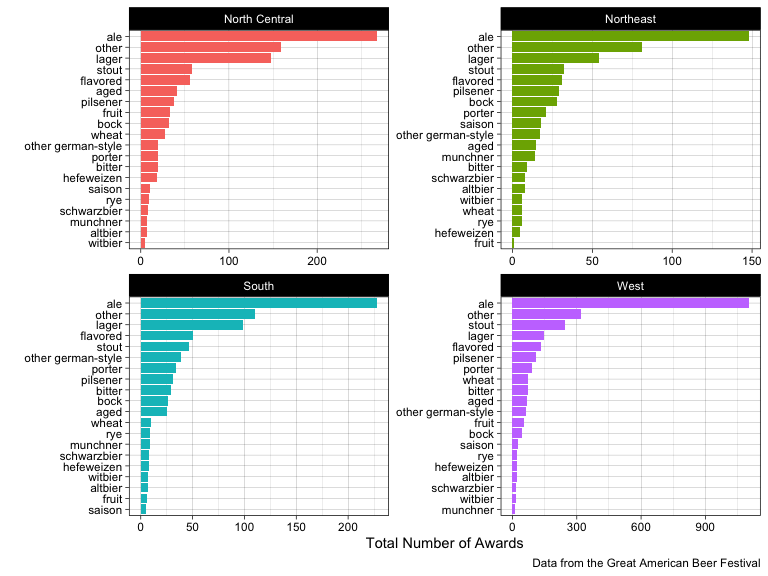 North Central
ale
other
lager
stout
flavored
aged
pilsener
fruit
bock
wheat
other german-style
porter
bitter
hefeweizen
saison
rye
schwarzbier
munchner
altbier
witbier
0 100 200
Northeast
ale
other
lager
stout
flavored
pilsener
bock
porter
saison
other german-style
aged
munchner
bitter
schwarzbier
altbier
witbier
wheat
rye
hefeweizen
fruit
0 50 100 150
South
ale
other
lager
flavored
stout
other german-style
porter
pilsener
bitter
bock
aged
wheat
rye
munchner
schwarzbier
hefeweizen
witbier
altbier
fruit
saison
0 50 100 150 200
West
ale
other
stout
lager
flavored
pilsener
porter
wheat
bitter
aged
other german-style
fruit
bock
saison
rye
hefeweizen
altbier
schwarzbier
witbier
munchner
0 300 600 900
Total Number of Awards
Data from the Great American Beer Festival